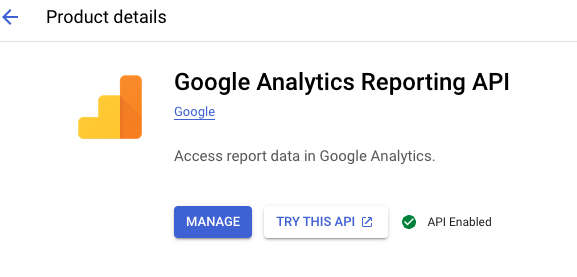 Product details
Google Analytics Reporting API
Google
Access report data in Google Analytics.
MANAGE TRY THIS API API Enabled